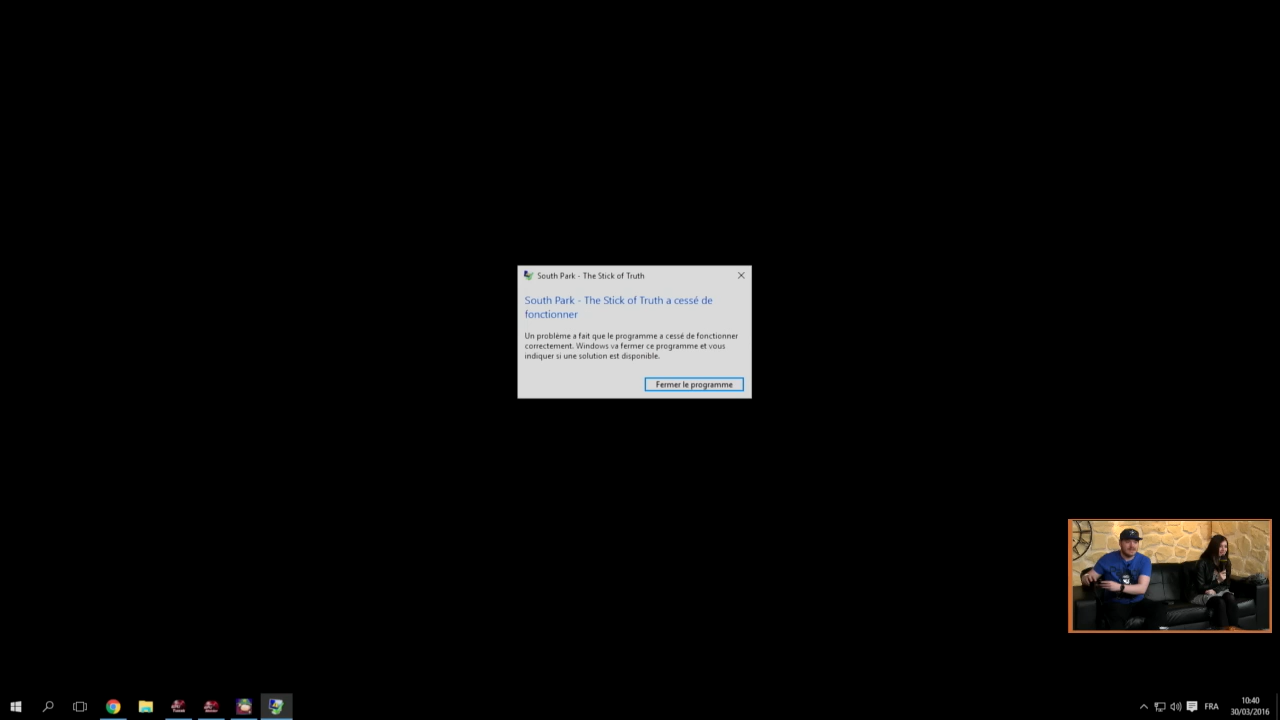 South Park - The Stick of Truth
South Park - The Stick of Truth a cessé de
fonctionner
Un problème a fait que le programme a cessé de fonctionner
correctement. Windows va fermer ce programme et vous
indiquer si une solution est disponible.
Fermer le programme
FRA
10:40
30/03/2016